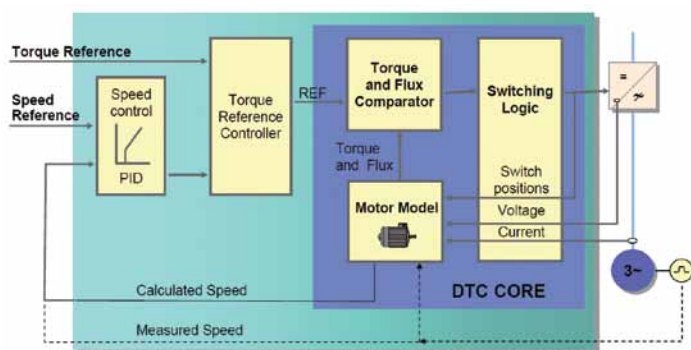 Torque Reference
Speed
Reference
Speed
control
PID
Torque
Reference
Controller
REF
Torque
and Flux
Comparator
Switching
Logic
=
Torque
and Flux
Motor Model
Switch
positions
Voltage
Current
3~
DTC CORE
Calculated Speed
Measured Speed